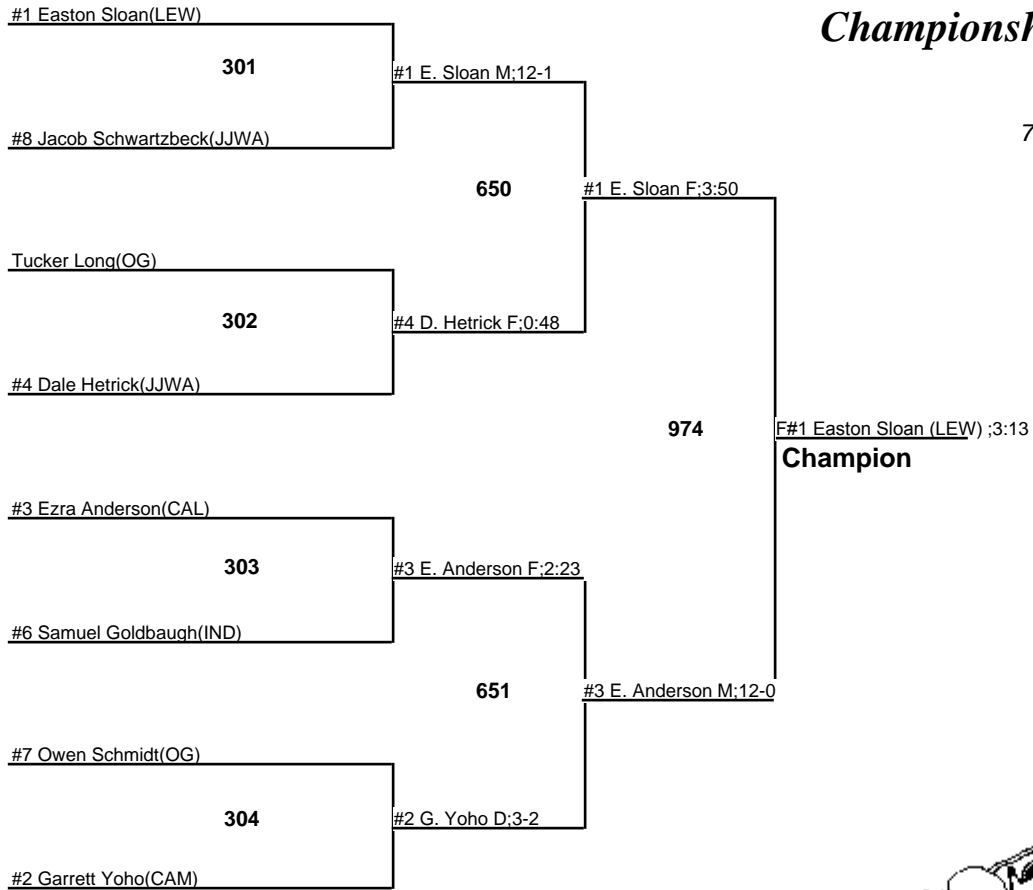 #1 Easton Sloan(LEW)
Championsh
301
#1 E. Sloan M;12-1
#8 Jacob Schwartzbeck(JJWA)
7
650
#1 E. Sloan F;3:50
Tucker Long(OG)
302
#4 D. Hetrick F;0:48
#4 Dale Hetrick(JJWA)
974
F#1 Easton Sloan (LEW) ;3:13
Champion
#3 Ezra Anderson(CAL)
303
#3 E. Anderson F;2:23
#6 Samuel Goldbaugh(IND)
651
#3 E. Anderson M;12-0
#7 Owen Schmidt(OG)
304
#2 G. Yoho D;3-2
#2 Garrett Yoho(CAM)